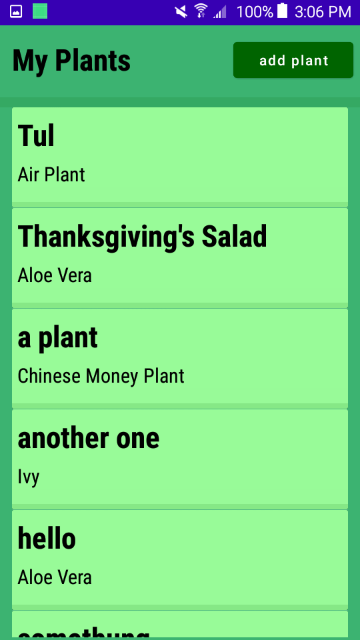 100% 3:06 PM
My Plants
add plant
Tul
Air Plant
Thanksgiving's Salad
Aloe Vera
a plant
Chinese Money Plant
another one
Ivy
hello
Aloe Vera